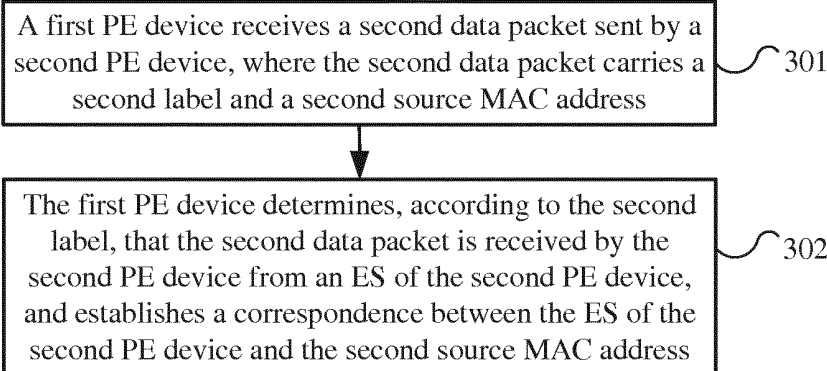 A first PE device receives a second data packet sent by a
second PE device, where the second data packet carries a
second label and a second source MAC address
301
The first PE device determines, according to the second
label, that the second data packet is received by the
second PE device from an ES of the second PE device,
and establishes a correspondence between the ES of the
second PE device and the second source MAC address
302